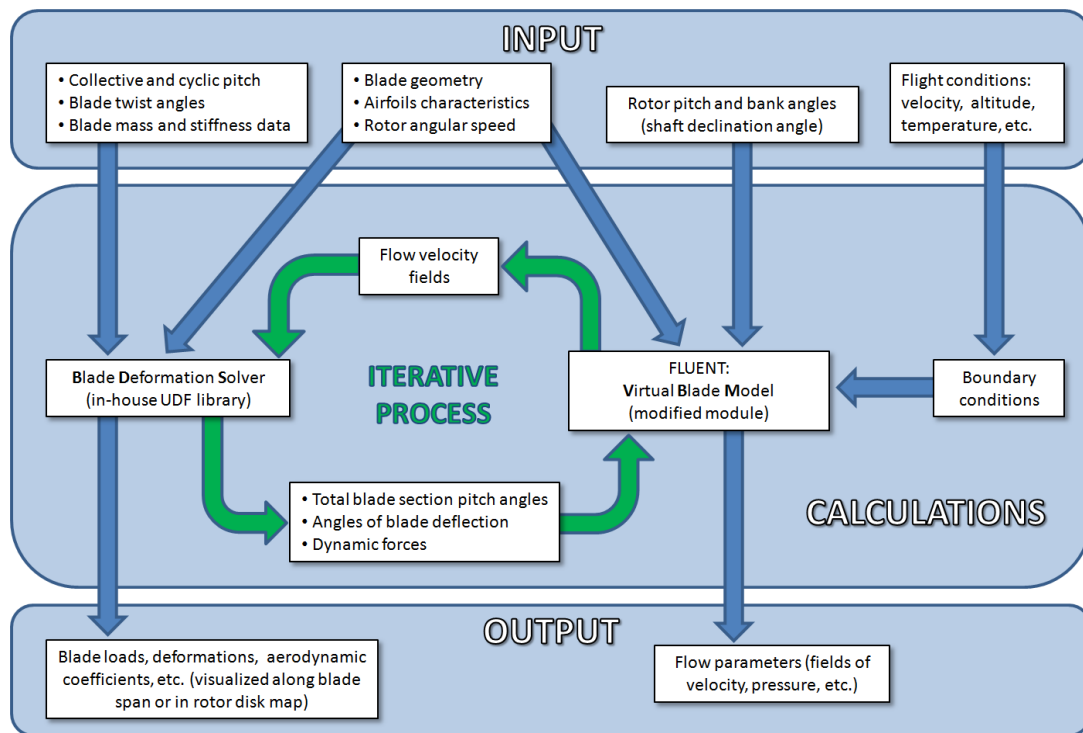 INPUT
• Collective and cyclic pitch
• Blade twist angles
• Blade mass and stiffness data
• Blade geometry
• Airfoils characteristics
• Rotor angular speed
Rotor pitch and bank angles
(shaft declination angle)
Flight conditions:
velocity, altitude,
temperature, etc.
Flow velocity
fields
Blade Deformation Solver
(in-house UDF library)
ITERATIVE
PROCESS
FLUENT:
Virtual Blade Model
(modified module)
Boundary
conditions
• Total blade section pitch angles
• Angles of blade deflection
• Dynamic forces
CALCULATIONS
OUTPUT
Blade loads, deformations, aerodynamic
coefficients, etc. (visualized along blade
span or in rotor disk map)
Flow parameters (fields of
velocity, pressure, etc.)